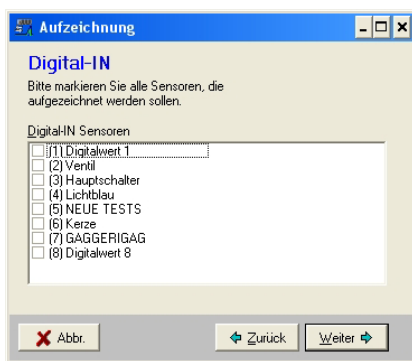 Aufzeichnung
Digital-IN
Bitte markieren Sie alle Sensoren, die
aufgezeichnet werden sollen.
Digital-IN Sensoren
(1) Digitalwert 1
(2) Ventil
(3) Hauptschalter
(4) Lichtblau
(5) NEUE TESTS
(6) Kerze
(7) GAGGERIGAG
(8) Digitalwert 8
Abbr.
Zurück
Weiter